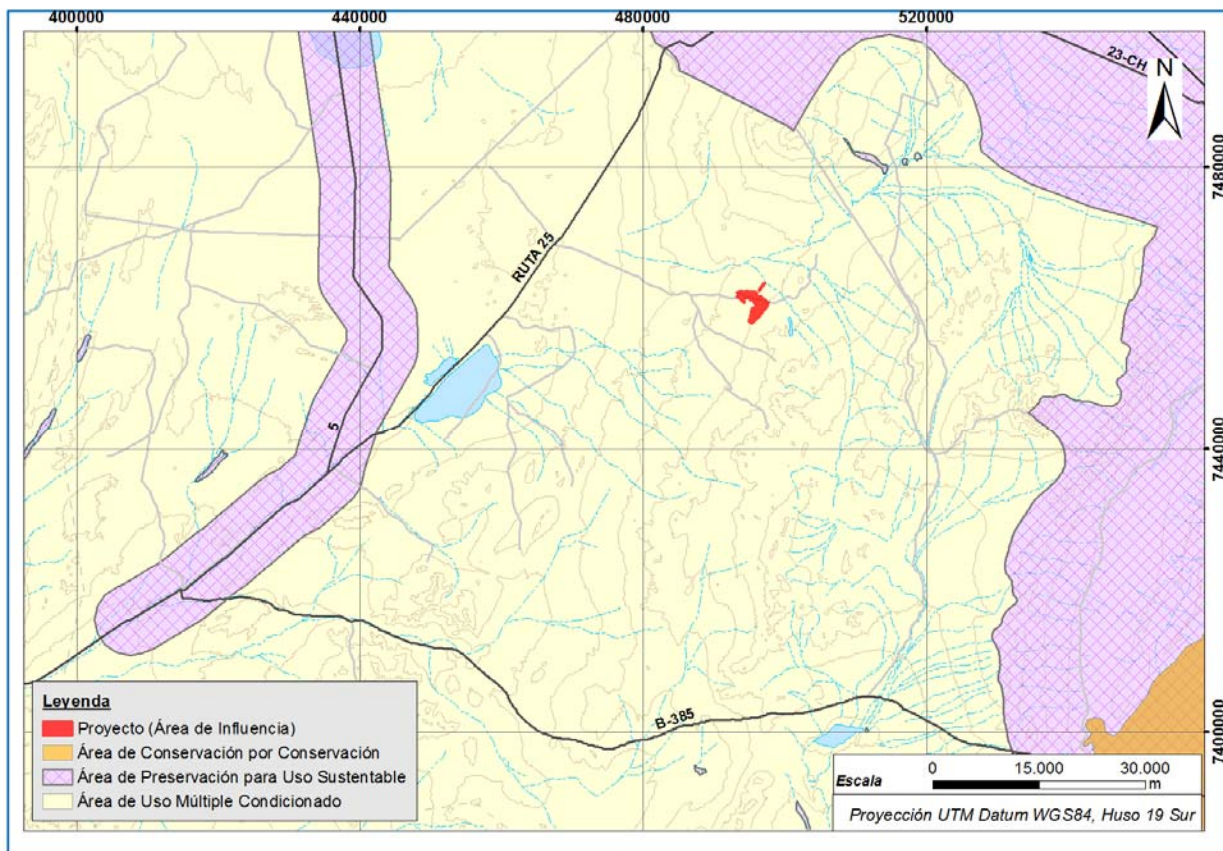 400000
440000
480000
520000
23-CH
N
7480000
RUTA 25
5
7440000
B-385
7400000
Leyenda
Proyecto (Área de Influencia)
Área de Conservación por Conservación
Área de Preservación para Uso Sustentable
Área de Uso Múltiple Condicionado
Escala
0 15.000 30.000
m
Proyección UTM Datum WGS84, Huso 19 Sur